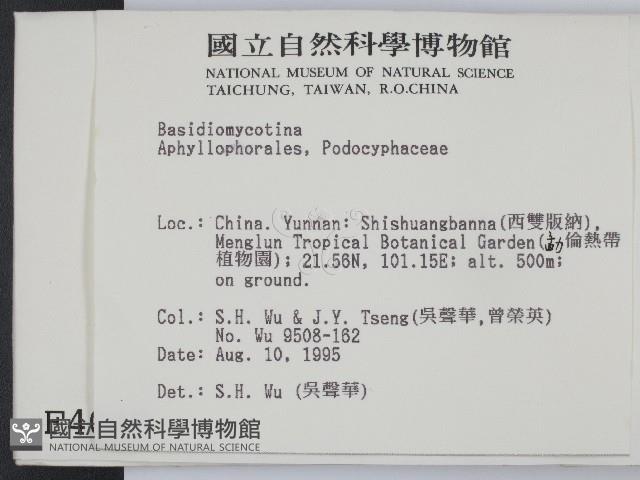 國立自然科學博物館
NATIONAL MUSEUM OF NATURAL SCIENCE
TAICHUNG, TAIWAN, R.O.CHINA
Basidiomycotina
Aphyllophorales, Podocyphaceae
Loc.: China. Yunnan: Shishuangbanna(西雙版納),
Menglun Tropical Botanical Garden(勐倫熱帶
植物園); 21.56N, 101.15E; alt. 500m;
on ground.
Col.: S.H. Wu & J.Y. Tseng(吳聲華,曾榮英)
No. Wu 9508-162
Date: Aug. 10, 1995
Det.: S.H. Wu (吳聲華)
國立自然科學博物館
NATIONAL MUSEUM OF NATURAL SCIENCE